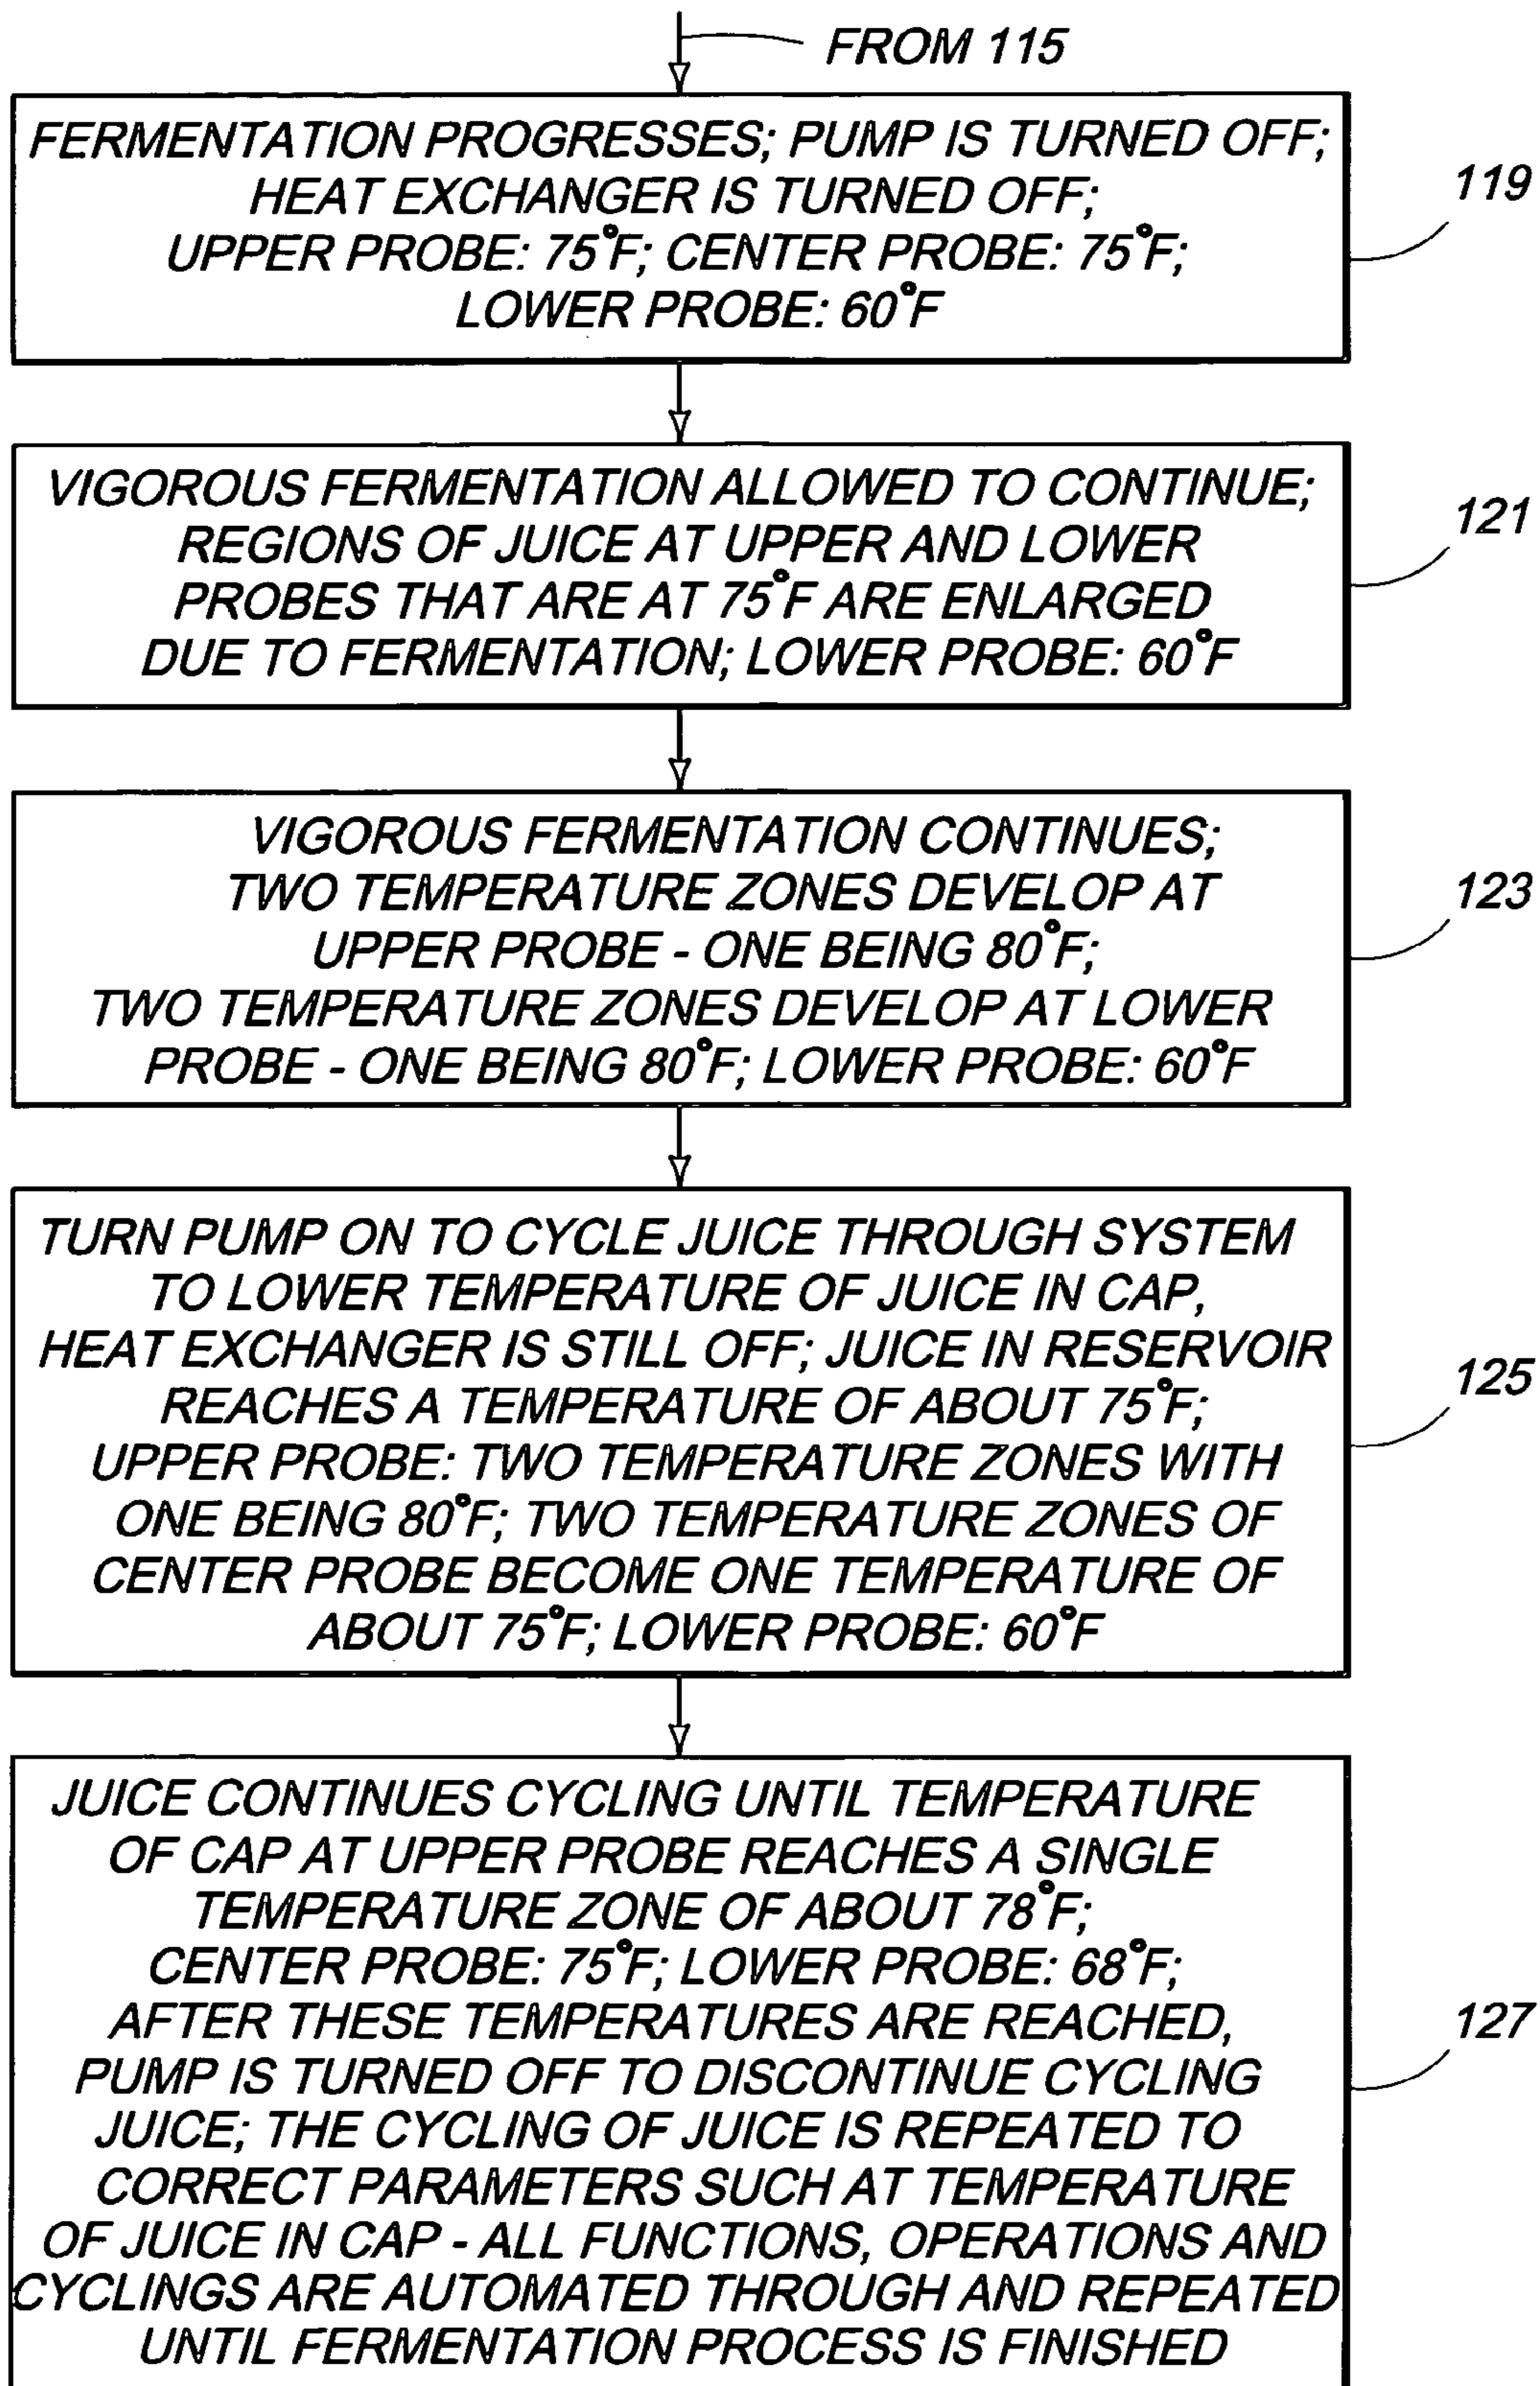 FROM 115
FERMENTATION PROGRESSES; PUMP IS TURNED OFF;
HEAT EXCHANGER IS TURNED OFF;
UPPER PROBE: 75°F; CENTER PROBE: 75°F;
LOWER PROBE: 60°F
119
VIGOROUS FERMENTATION ALLOWED TO CONTINUE;
REGIONS OF JUICE AT UPPER AND LOWER
PROBES THAT ARE AT 75°F ARE ENLARGED
DUE TO FERMENTATION; LOWER PROBE: 60°F
121
VIGOROUS FERMENTATION CONTINUES;
TWO TEMPERATURE ZONES DEVELOP AT
UPPER PROBE - ONE BEING 80°F;
TWO TEMPERATURE ZONES DEVELOP AT LOWER
PROBE - ONE BEING 80°F; LOWER PROBE: 60°F
123
TURN PUMP ON TO CYCLE JUICE THROUGH SYSTEM
TO LOWER TEMPERATURE OF JUICE IN CAP,
HEAT EXCHANGER IS STILL OFF; JUICE IN RESERVOIR
REACHES A TEMPERATURE OF ABOUT 75°F;
UPPER PROBE: TWO TEMPERATURE ZONES WITH
ONE BEING 80°F; TWO TEMPERATURE ZONES OF
CENTER PROBE BECOME ONE TEMPERATURE OF
ABOUT 75°F; LOWER PROBE: 60°F
125
JUICE CONTINUES CYCLING UNTIL TEMPERATURE
OF CAP AT UPPER PROBE REACHES A SINGLE
TEMPERATURE ZONE OF ABOUT 78°F;
CENTER PROBE: 75°F; LOWER PROBE: 68°F;
AFTER THESE TEMPERATURES ARE REACHED,
PUMP IS TURNED OFF TO DISCONTINUE CYCLING
JUICE; THE CYCLING OF JUICE IS REPEATED TO
CORRECT PARAMETERS SUCH AT TEMPERATURE
OF JUICE IN CAP - ALL FUNCTIONS, OPERATIONS AND
CYCLINGS ARE AUTOMATED THROUGH AND REPEATED
UNTIL FERMENTATION PROCESS IS FINISHED
127